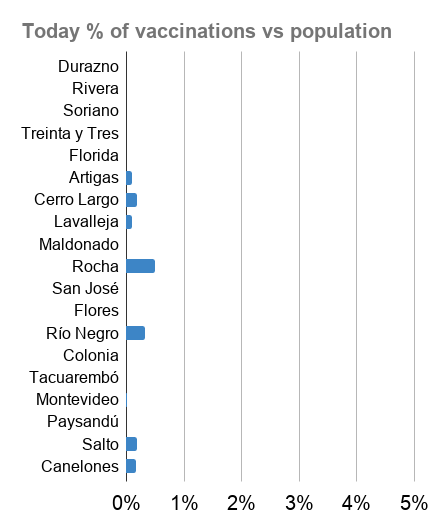 Today % of vaccinations vs population
Durazno
Rivera
Soriano
Treinta y Tres
Florida
Artigas
Cerro Largo
Lavalleja
Maldonado
Rocha
San José
Flores
Río Negro
Colonia
Tacuarembó
Montevideo
Paysandú
Salto
Canelones
0% 1% 2% 3% 4% 5%